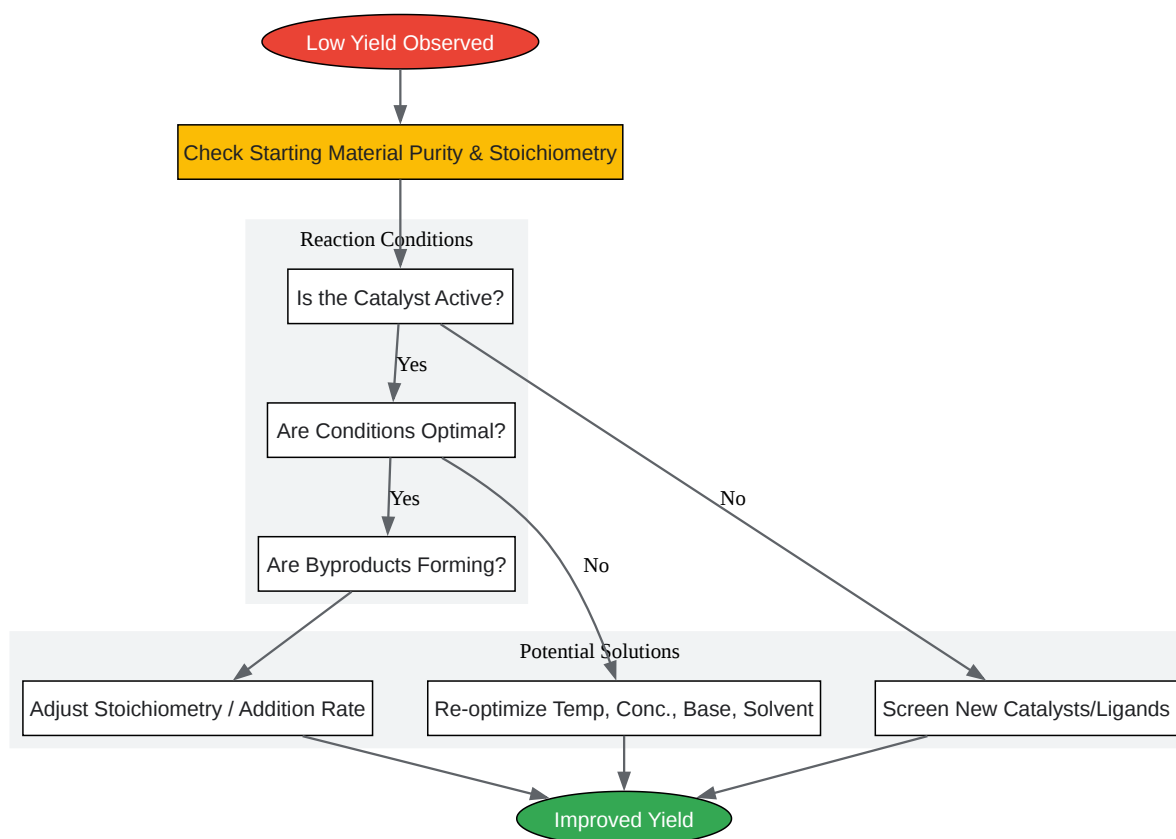 Low Yield Observed
Check Starting Material Purity & Stoichiometry
Reaction Conditions
Is the Catalyst Active?
Yes
Are Conditions Optimal?
Yes
No
Are Byproducts Forming?
No
Potential Solutions
Adjust Stoichiometry / Addition Rate
Re-optimize Temp, Conc., Base, Solvent
Screen New Catalysts/Ligands
Improved Yield